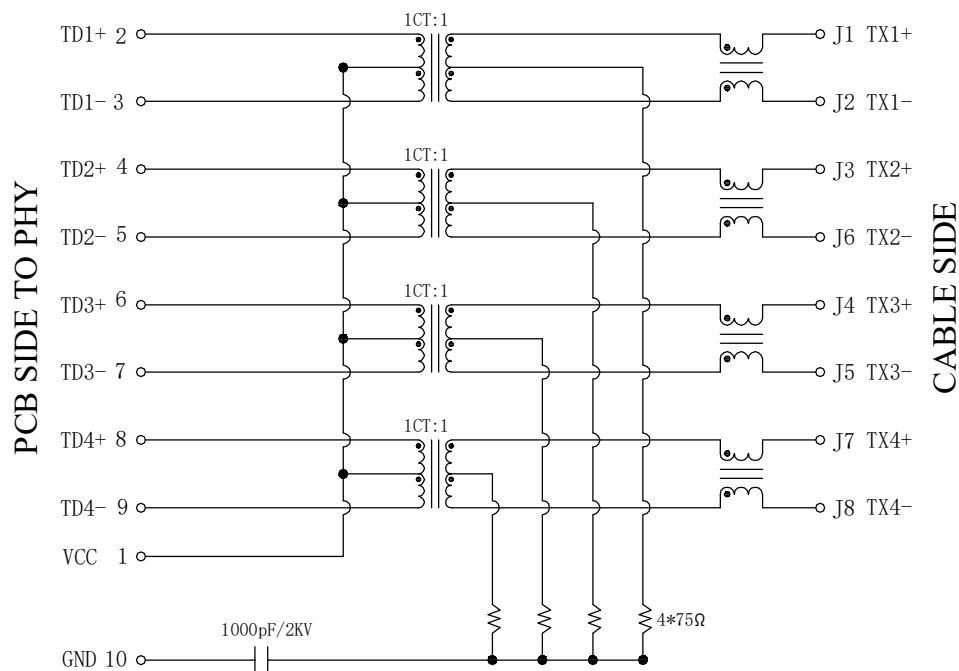 1CT:1
TD1+ 2
J1 TX1+
TD1- 3
J2 TX1-
1CT:1
TD2+ 4
J3 TX2+
TD2- 5
J6 TX2-
1CT:1
TD3+ 6
J4 TX3+
TD3- 7
J5 TX3-
1CT:1
TD4+ 8
J7 TX4+
TD4- 9
J8 TX4-
VCC 1
1000pF/2KV
4*75Ω
GND 10
PCB SIDE TO PHY
CABLE SIDE